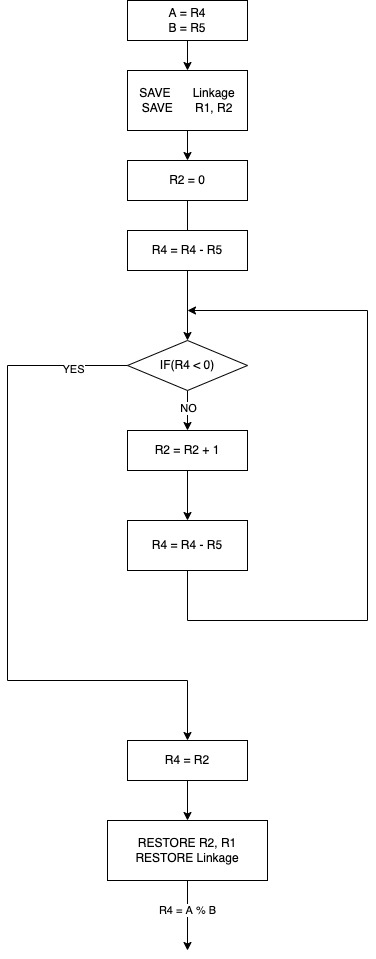 A = R4
B = R5
SAVE Linkage
SAVE R1, R2
R2 = 0
R4 = R4 - R5
IF(R4 < 0)
YES
NO
R2 = R2 + 1
R4 = R4 - R5
R4 = R2
RESTORE R2, R1
RESTORE Linkage
R4 = A % B